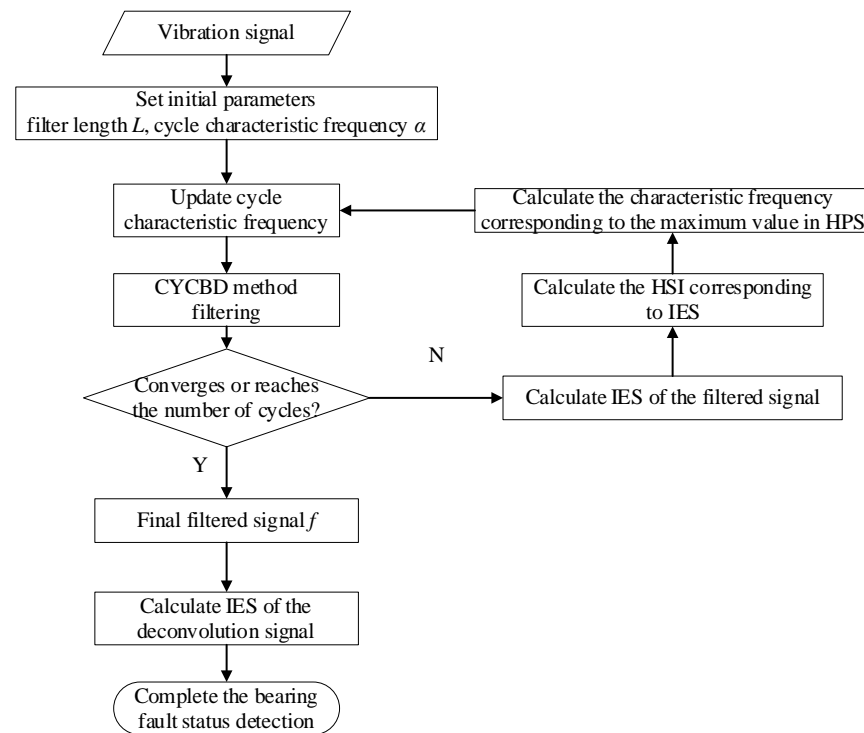 Vibration signal
Set initial parameters
filter length L, cycle characteristic frequency α
Update cycle
characteristic frequency
Calculate the characteristic frequency
corresponding to the maximum value in HPS
CYCBD method
filtering
Calculate the HSI corresponding
to IES
N
Converges or reaches
the number of cycles?
Calculate IES of the filtered signal
Y
Final filtered signal f
Calculate IES of the
deconvolution signal
Complete the bearing
fault status detection